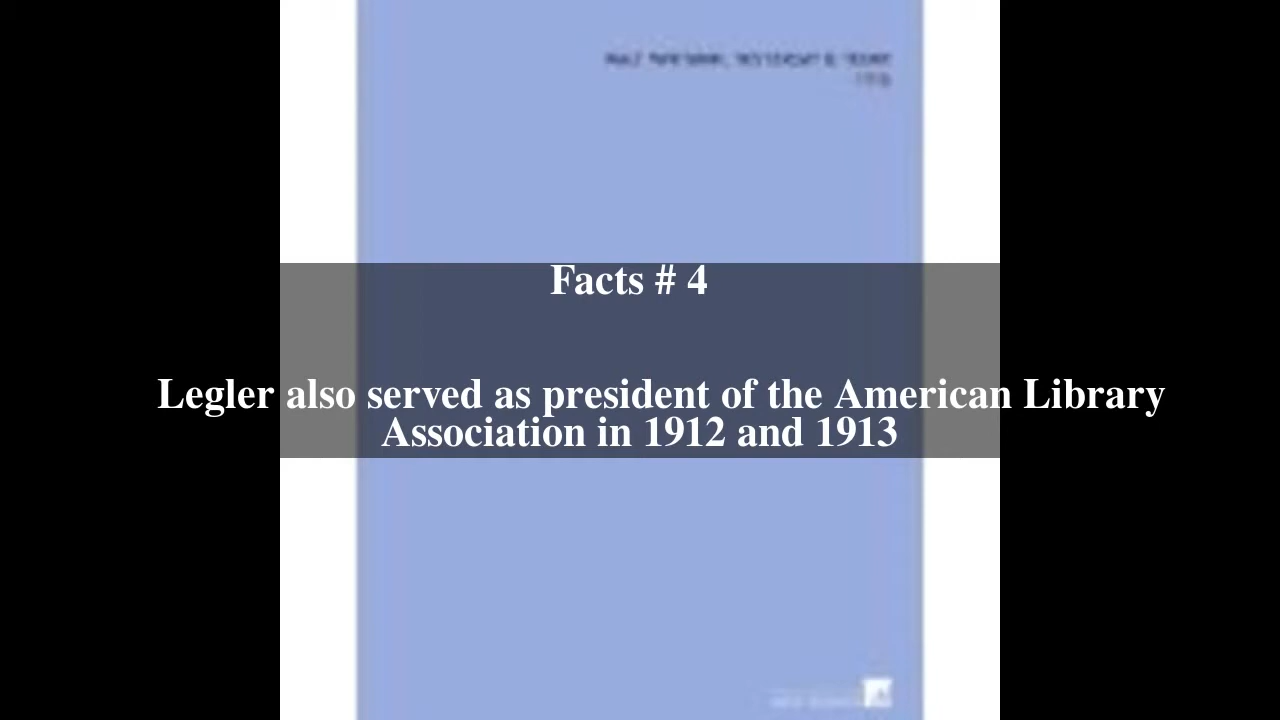 Facts # 4
Legler also served as president of the American Library
Association in 1912 and 1913